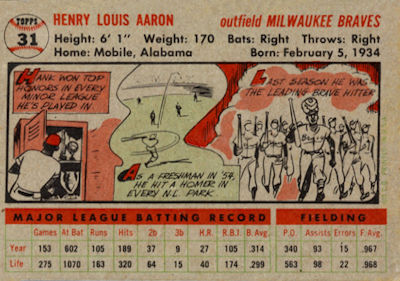 TOPPS
31
HENRY LOUIS AARON
outfield MILWAUKEE BRAVES
Height: 6' 1" Weight: 170 Bats: Right Throws: Right
Home: Mobile, Alabama Born: February 5, 1934
HANK WON TOP
HONORS IN EVERY
MINOR LEAGUE
HE'S PLAYED IN.
AS A FRESHMAN IN '54,
HE HIT A HOMER IN
EVERY N.L. PARK.
LAST SEASON HE WAS
THE LEADING BRAVE HITTER
MAJOR LEAGUE BATTING RECORD FIELDING
Games At Bat Runs Hits 2b 3b H.R. R.B.I. B.Avg. P.O. Assists Errors F.Avg.
Year 153 602 105 189 37 9 27 105 .314 340 93 15 .967
Life 275 1070 163 320 64 15 40 174 .299 563 98 22 .968